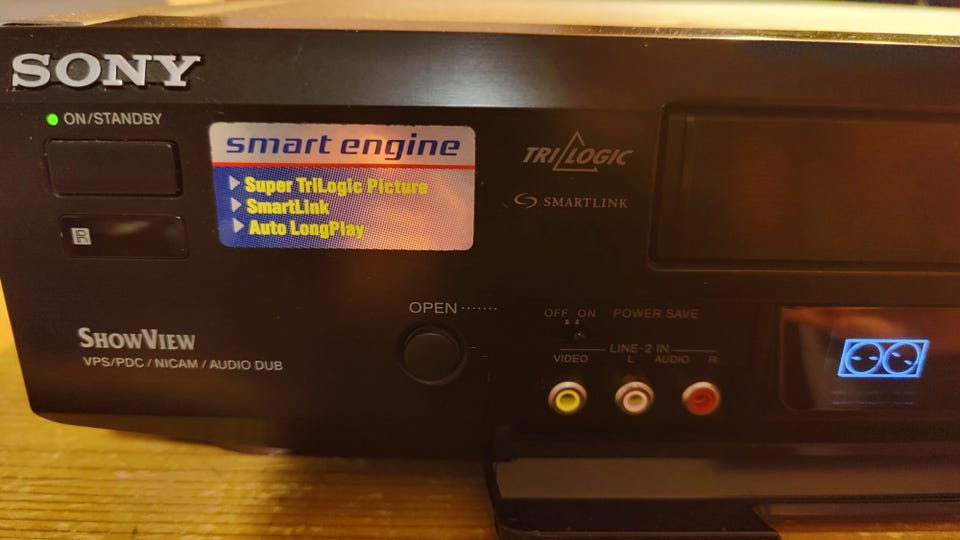 SONY
ON/STANDBY
smart engine
Super TriLogic Picture
SmartLink
Auto LongPlay
TRILOGIC
SMARTLINK
OPEN
OFF ON POWER SAVE
LINE-2 IN
VIDEO L AUDIO R
SHOWVIEW
VPS/PDC / NICAM / AUDIO DUB